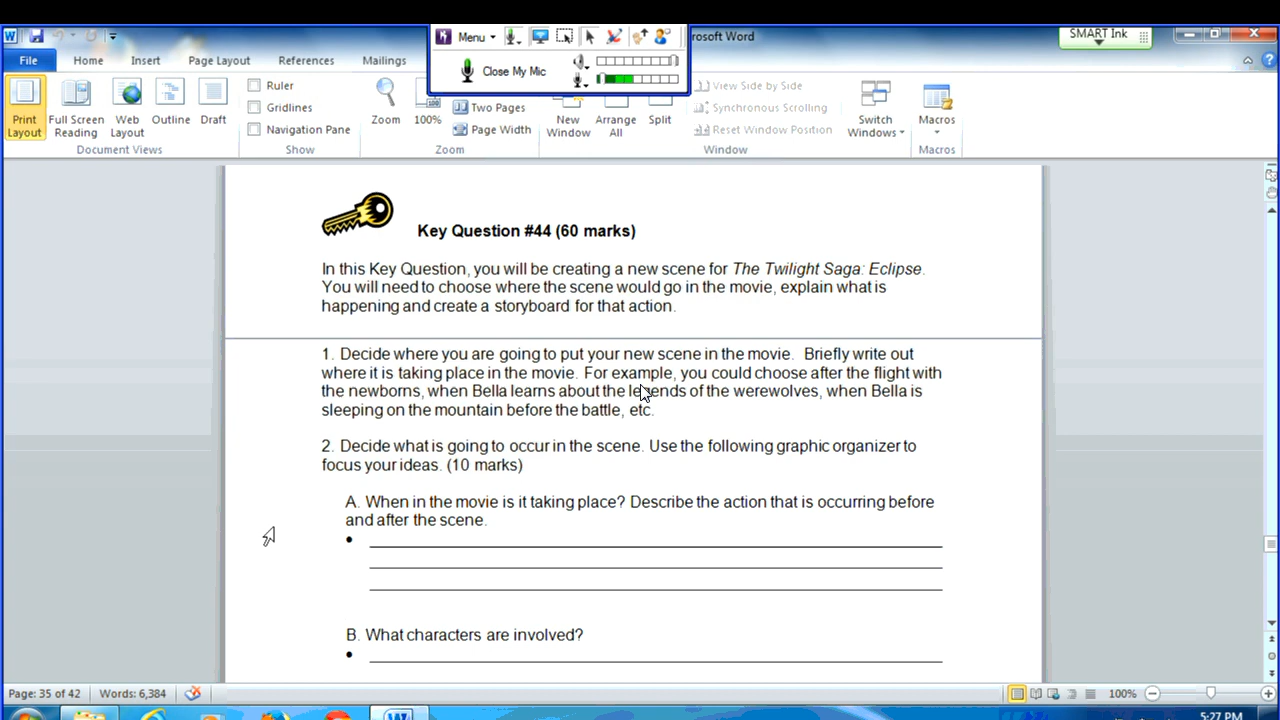 Menu
rosoft Word
SMART Ink
File
Home
Insert
Page Layout
References
Mailings
Close My Mic
Print Layout
Full Screen Reading
Web Layout
Outline
Draft
Document Views
Ruler
Gridlines
Navigation Pane
Show
Zoom
100%
Two Pages
Page Width
Zoom
New Window
Arrange All
Split
View Side by Side
Synchronous Scrolling
Reset Window Position
Window
Switch Windows
Macros
Macros
Key Question #44 (60 marks)
In this Key Question, you will be creating a new scene for The Twilight Saga: Eclipse.
You will need to choose where the scene would go in the movie, explain what is
happening and create a storyboard for that action.
1. Decide where you are going to put your new scene in the movie. Briefly write out
where it is taking place in the movie. For example, you could choose after the flight with
the newborns, when Bella learns about the legends of the werewolves, when Bella is
sleeping on the mountain before the battle, etc.
2. Decide what is going to occur in the scene. Use the following graphic organizer to
focus your ideas. (10 marks)
A. When in the movie is it taking place? Describe the action that is occurring before
and after the scene.
B. What characters are involved?
Page: 35 of 42
Words: 6,384
100%
5:27 PM